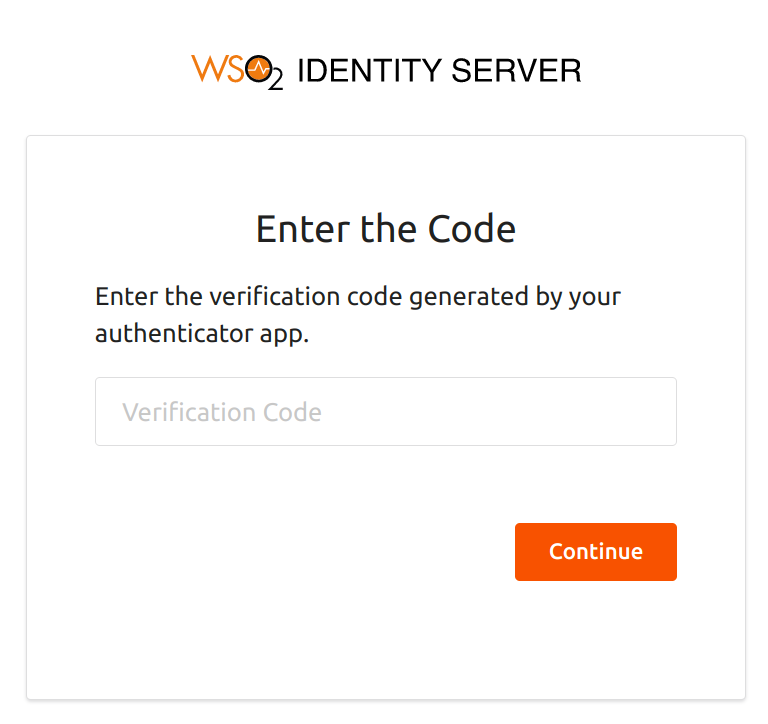 WSO2 IDENTITY SERVER
Enter the Code
Enter the verification code generated by your
authenticator app.
Verification Code
Continue